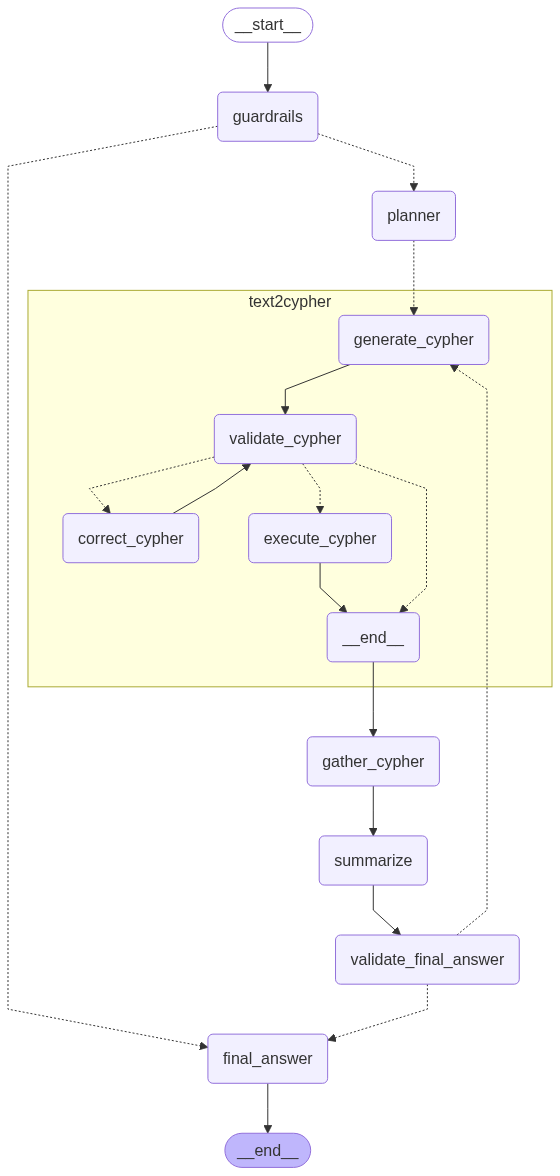 __start__
guardrails
planner
text2cypher
generate_cypher
validate_cypher
correct_cypher
execute_cypher
__end__
gather_cypher
summarize
validate_final_answer
final_answer
__end__